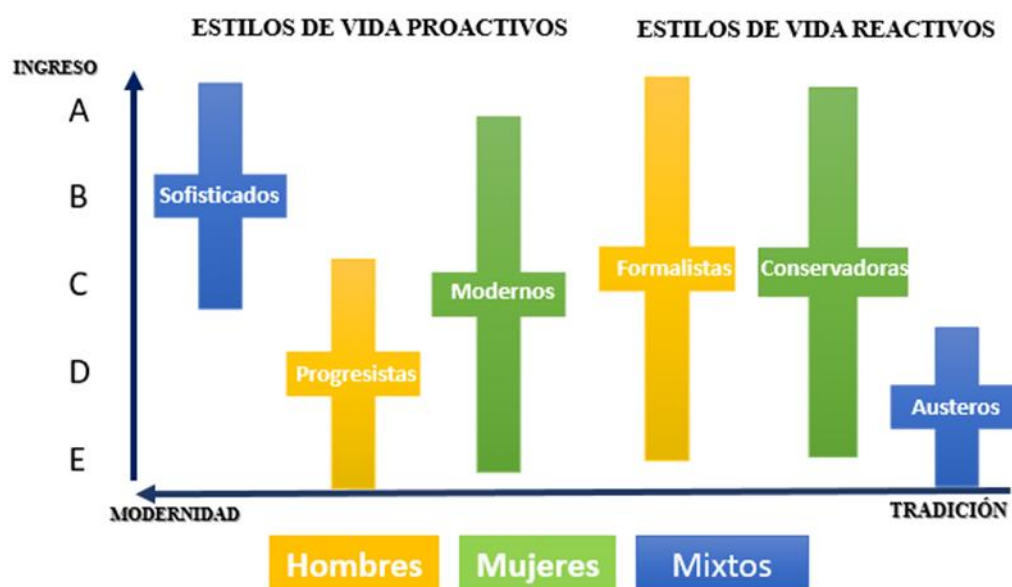 ESTILOS DE VIDA PROACTIVOS
ESTILOS DE VIDA REACTIVOS
INGRESO
A
B
C
D
E
Sofisticados
Progresistas
Modernos
Formalistas
Conservadoras
Austeros
MODERNIDAD
TRADICIÓN
Hombres
Mujeres
Mixtos